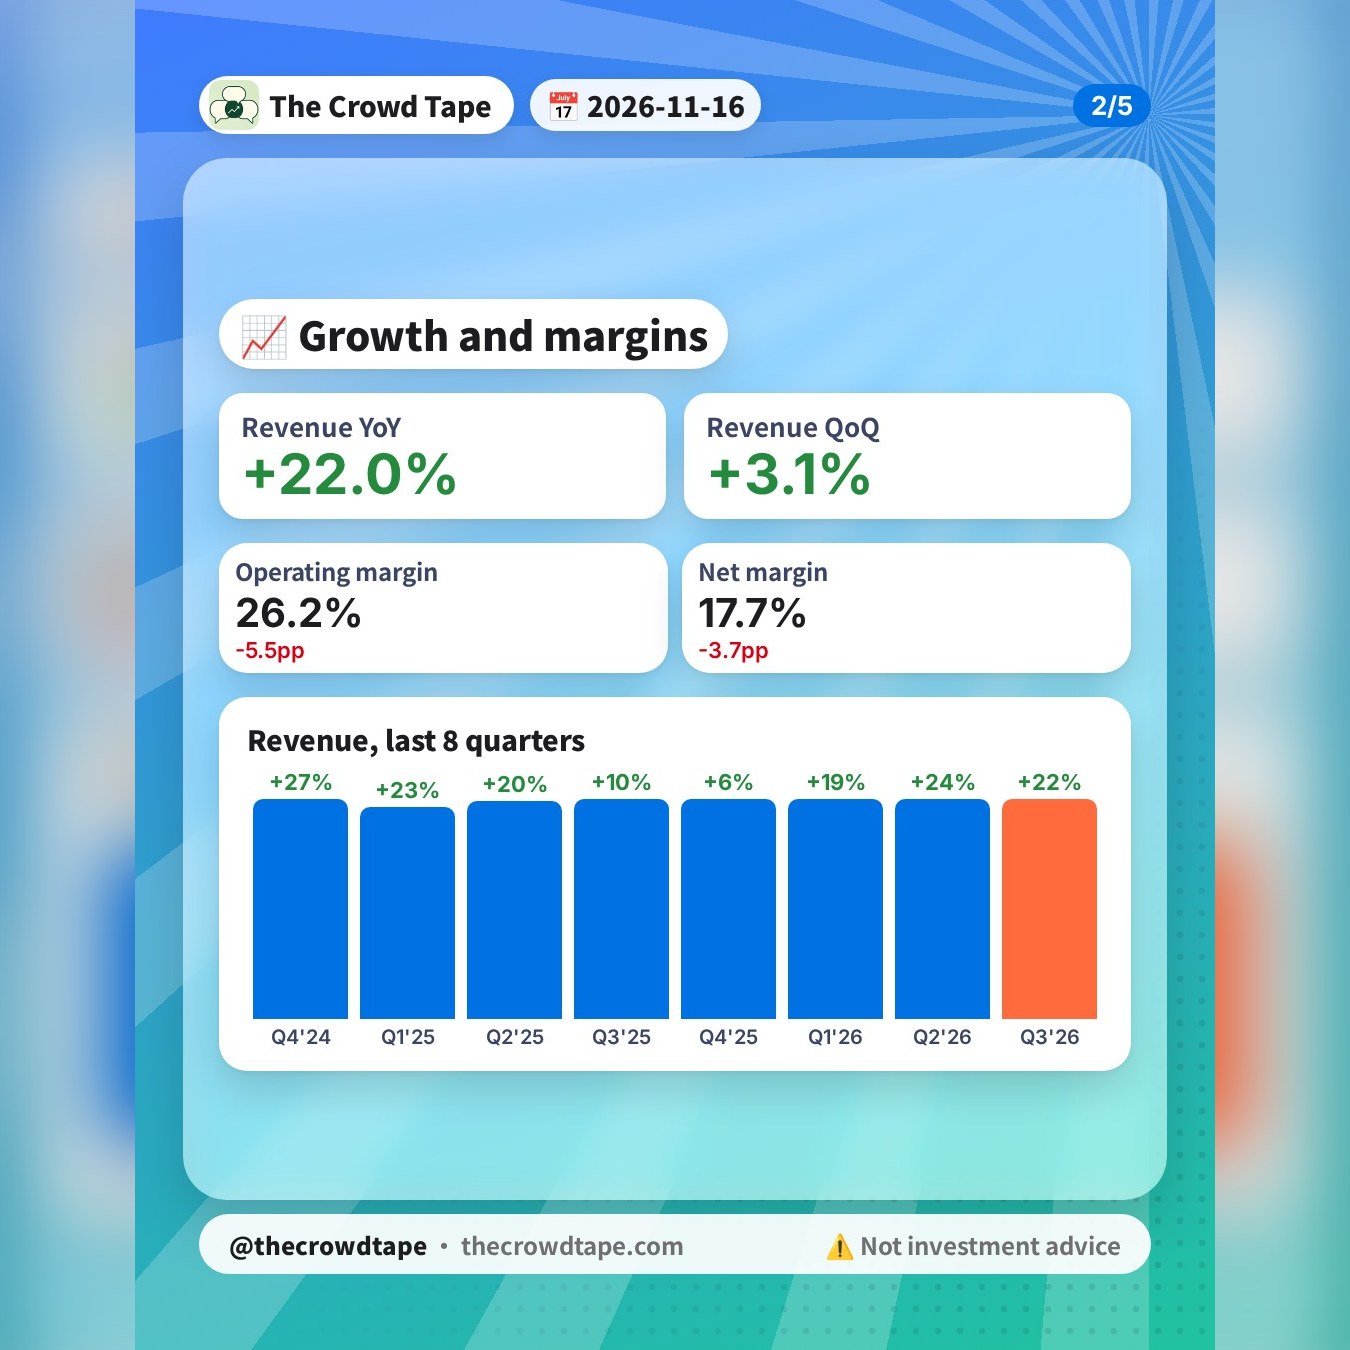 The Crowd Tape
July 17
2026-11-16
2/5
Growth and margins
Revenue YoY
+22.0%
Revenue QoQ
+3.1%
Operating margin
26.2%
-5.5pp
Net margin
17.7%
-3.7pp
Revenue, last 8 quarters
+27% +23% +20% +10% +6% +19% +24% +22%
Q4'24 Q1'25 Q2'25 Q3'25 Q4'25 Q1'26 Q2'26 Q3'26
@thecrowdtape • thecrowdtape.com
Not investment advice